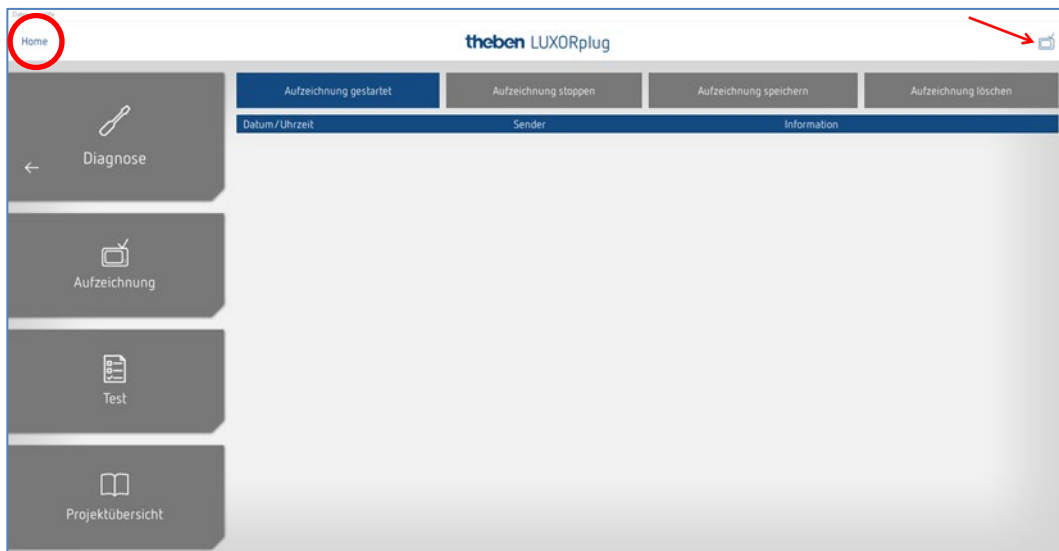 Home
theben LUXORplug
Aufzeichnung gestartet
Aufzeichnung stoppen
Aufzeichnung speichern
Aufzeichnung löschen
Datum/Uhrzeit
Sender
Information
Diagnose
Aufzeichnung
Test
Projektübersicht